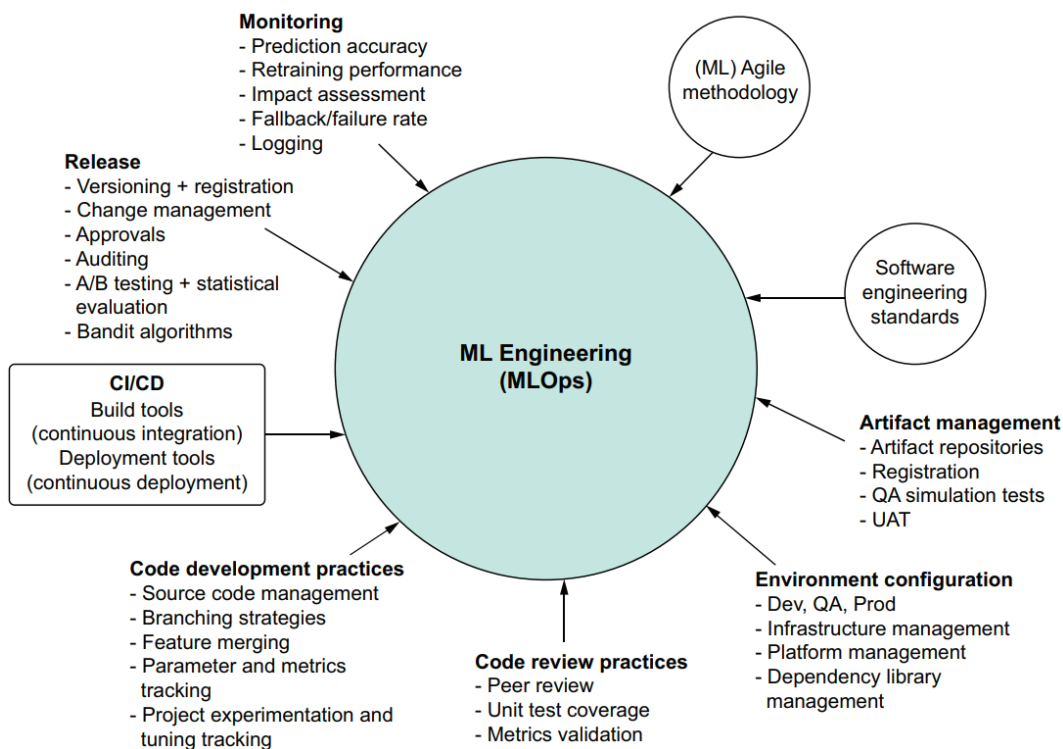 Monitoring
- Prediction accuracy
- Retraining performance
- Impact assessment
- Fallback/failure rate
- Logging
(ML) Agile
methodology
Release
- Versioning + registration
- Change management
- Approvals
- Auditing
- A/B testing + statistical
evaluation
- Bandit algorithms
Software
engineering
standards
ML Engineering
(MLOps)
CI/CD
Build tools
(continuous integration)
Deployment tools
(continuous deployment)
Artifact management
- Artifact repositories
- Registration
- QA simulation tests
- UAT
Code development practices
- Source code management
- Branching strategies
- Feature merging
- Parameter and metrics
tracking
- Project experimentation and
tuning tracking
Code review practices
- Peer review
- Unit test coverage
- Metrics validation
Environment configuration
- Dev, QA, Prod
- Infrastructure management
- Platform management
- Dependency library
management